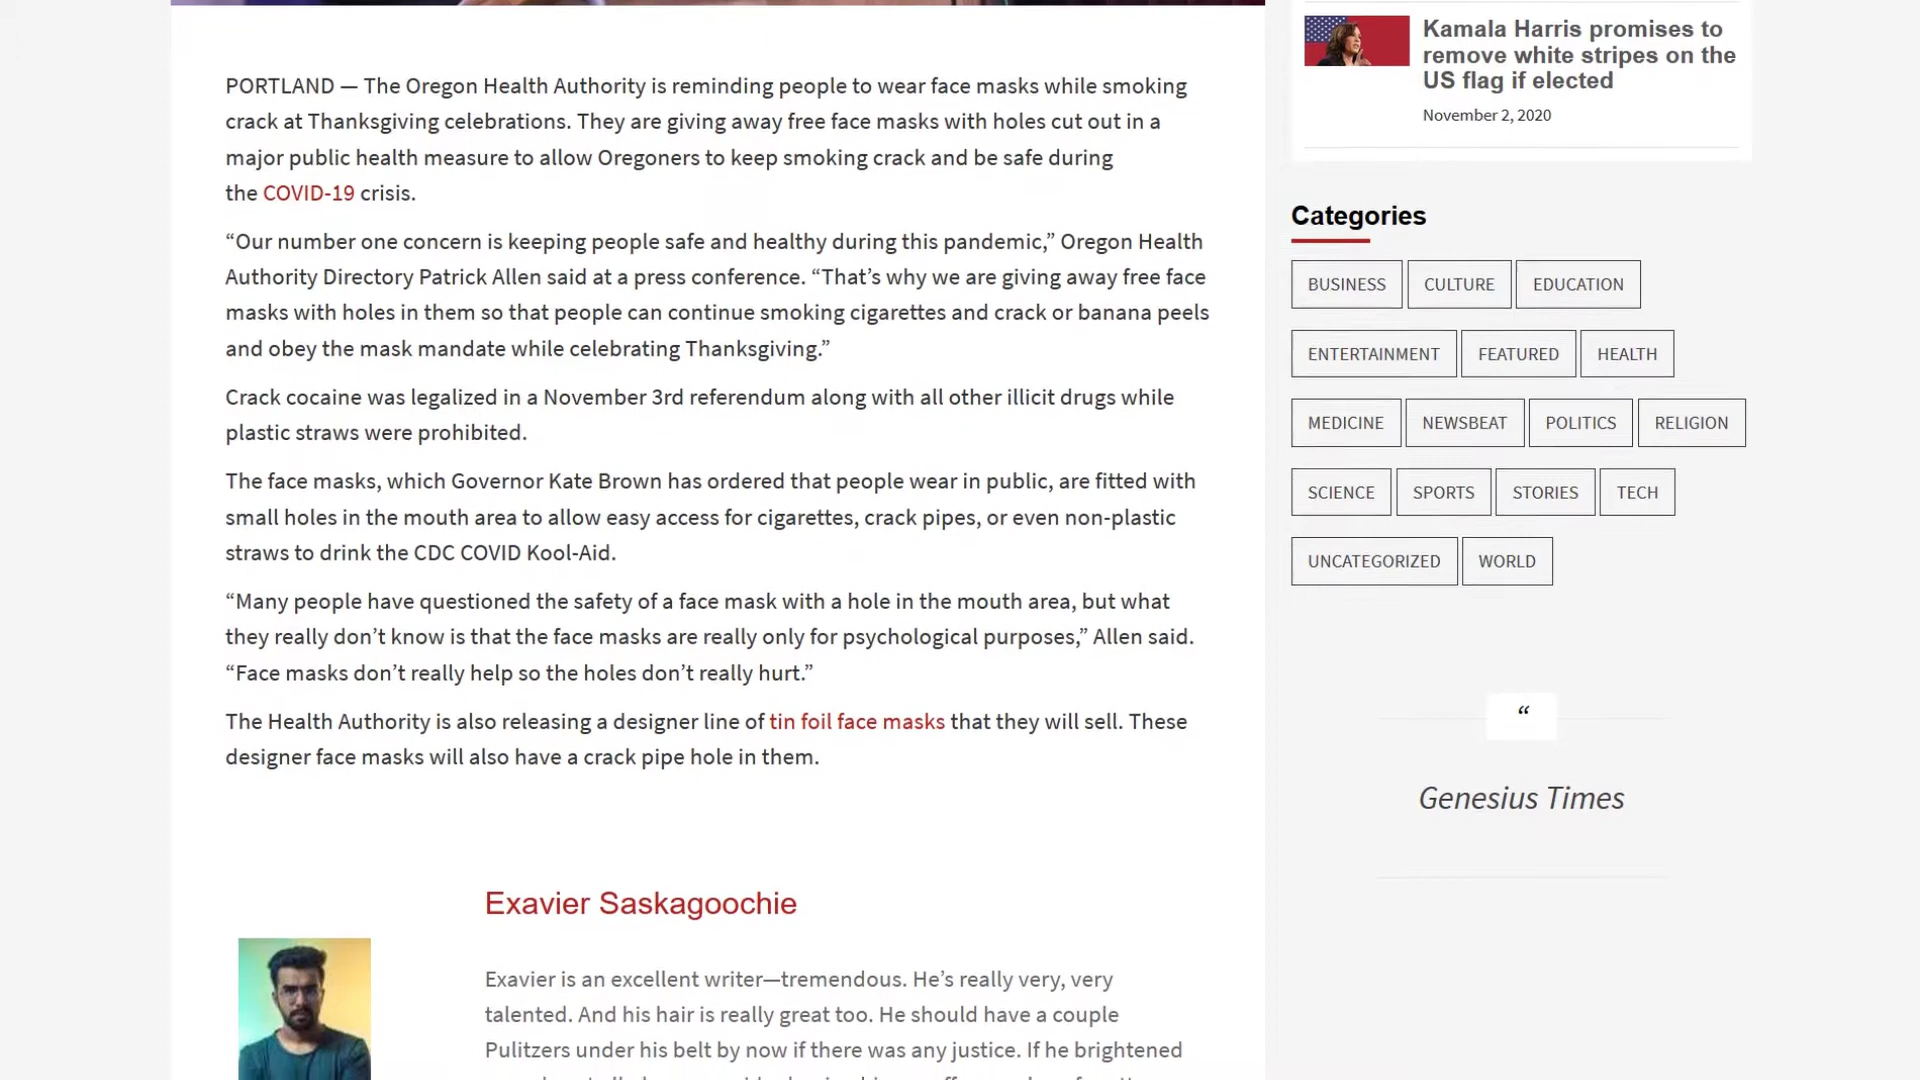 PORTLAND — The Oregon Health Authority is reminding people to wear face masks while smoking
crack at Thanksgiving celebrations. They are giving away free face masks with holes cut out in a
major public health measure to allow Oregoners to keep smoking crack and be safe during
the COVID-19 crisis.
“Our number one concern is keeping people safe and healthy during this pandemic,” Oregon Health
Authority Directory Patrick Allen said at a press conference. “That’s why we are giving away free face
masks with holes in them so that people can continue smoking cigarettes and crack or banana peels
and obey the mask mandate while celebrating Thanksgiving.”
Crack cocaine was legalized in a November 3rd referendum along with all other illicit drugs while
plastic straws were prohibited.
The face masks, which Governor Kate Brown has ordered that people wear in public, are fitted with
small holes in the mouth area to allow easy access for cigarettes, crack pipes, or even non-plastic
straws to drink the CDC COVID Kool-Aid.
“Many people have questioned the safety of a face mask with a hole in the mouth area, but what
they really don’t know is that the face masks are really only for psychological purposes,” Allen said.
“Face masks don’t really help so the holes don’t really hurt.”
The Health Authority is also releasing a designer line of tin foil face masks that they will sell. These
designer face masks will also have a crack pipe hole in them.
Exavier Saskagoochie
Exavier is an excellent writer—tremendous. He’s really very, very
talented. And his hair is really great too. He should have a couple
Pulitzers under his belt by now if there was any justice. If he brightened
Kamala Harris promises to
remove white stripes on the
US flag if elected
November 2, 2020
Categories
BUSINESS CULTURE EDUCATION
ENTERTAINMENT FEATURED HEALTH
MEDICINE NEWSBEAT POLITICS RELIGION
SCIENCE SPORTS STORIES TECH
UNCATEGORIZED WORLD
“
Genesius Times